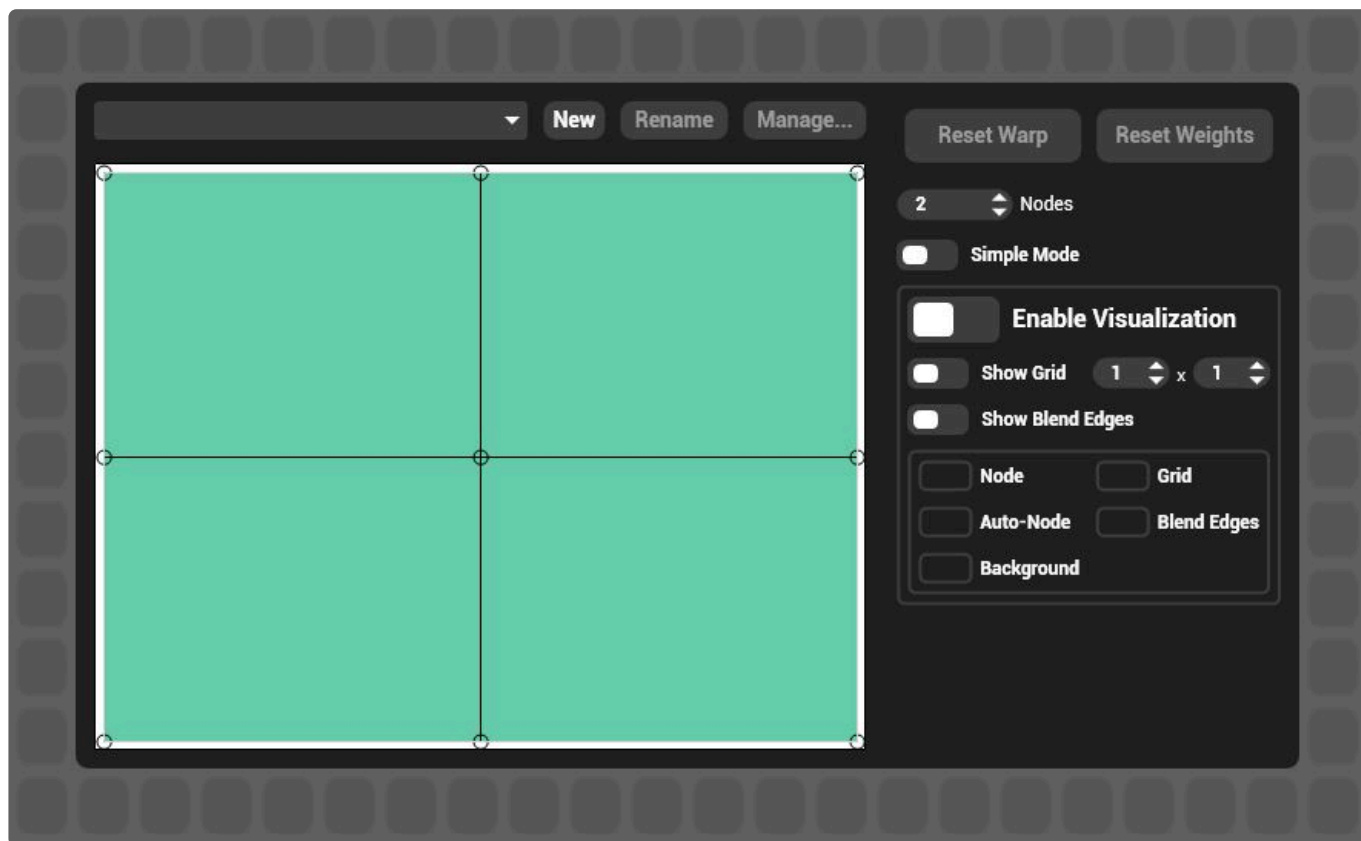 New Rename Manage...
Reset Warp Reset Weights
2 Nodes
Simple Mode
Enable Visualization
Show Grid 1 x 1
Show Blend Edges
Node Grid
Auto-Node Blend Edges
Background